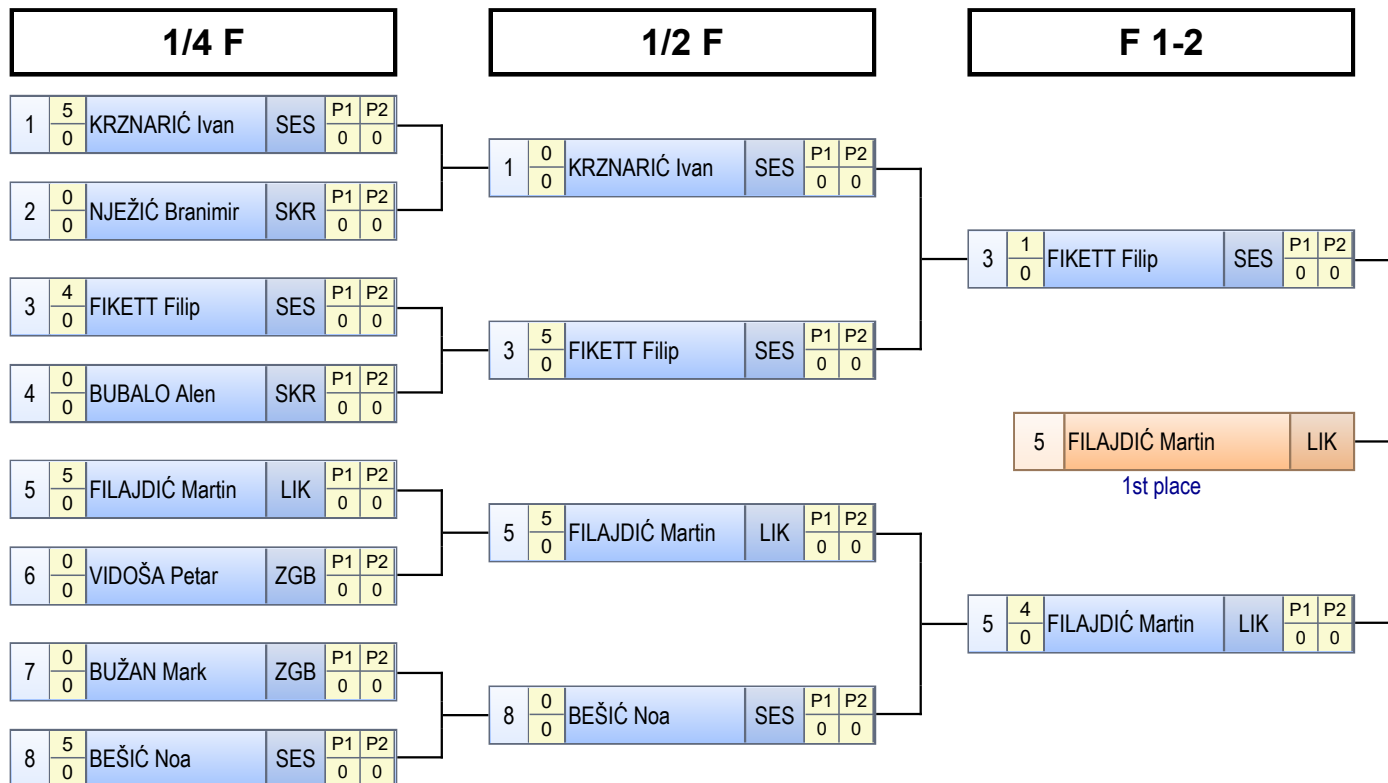 1/4 F
1/2 F
F 1-2
1 5 0 KRZNARIĆ Ivan SES P1 P2 0 0
2 0 0 NJEŽIĆ Branimir SKR P1 P2 0 0
3 4 0 FIKETT Filip SES P1 P2 0 0
4 0 0 BUBALO Alen SKR P1 P2 0 0
5 5 0 FILAJDIĆ Martin LIK P1 P2 0 0
6 0 0 VIDOŠA Petar ZGB P1 P2 0 0
7 0 0 BUŽAN Mark ZGB P1 P2 0 0
8 5 0 BEŠIĆ Noa SES P1 P2 0 0
1 0 0 KRZNARIĆ Ivan SES P1 P2 0 0
3 5 0 FIKETT Filip SES P1 P2 0 0
5 5 0 FILAJDIĆ Martin LIK P1 P2 0 0
8 0 0 BEŠIĆ Noa SES P1 P2 0 0
3 1 0 FIKETT Filip SES P1 P2 0 0
5 FILAJDIĆ Martin LIK
1st place
5 4 0 FILAJDIĆ Martin LIK P1 P2 0 0